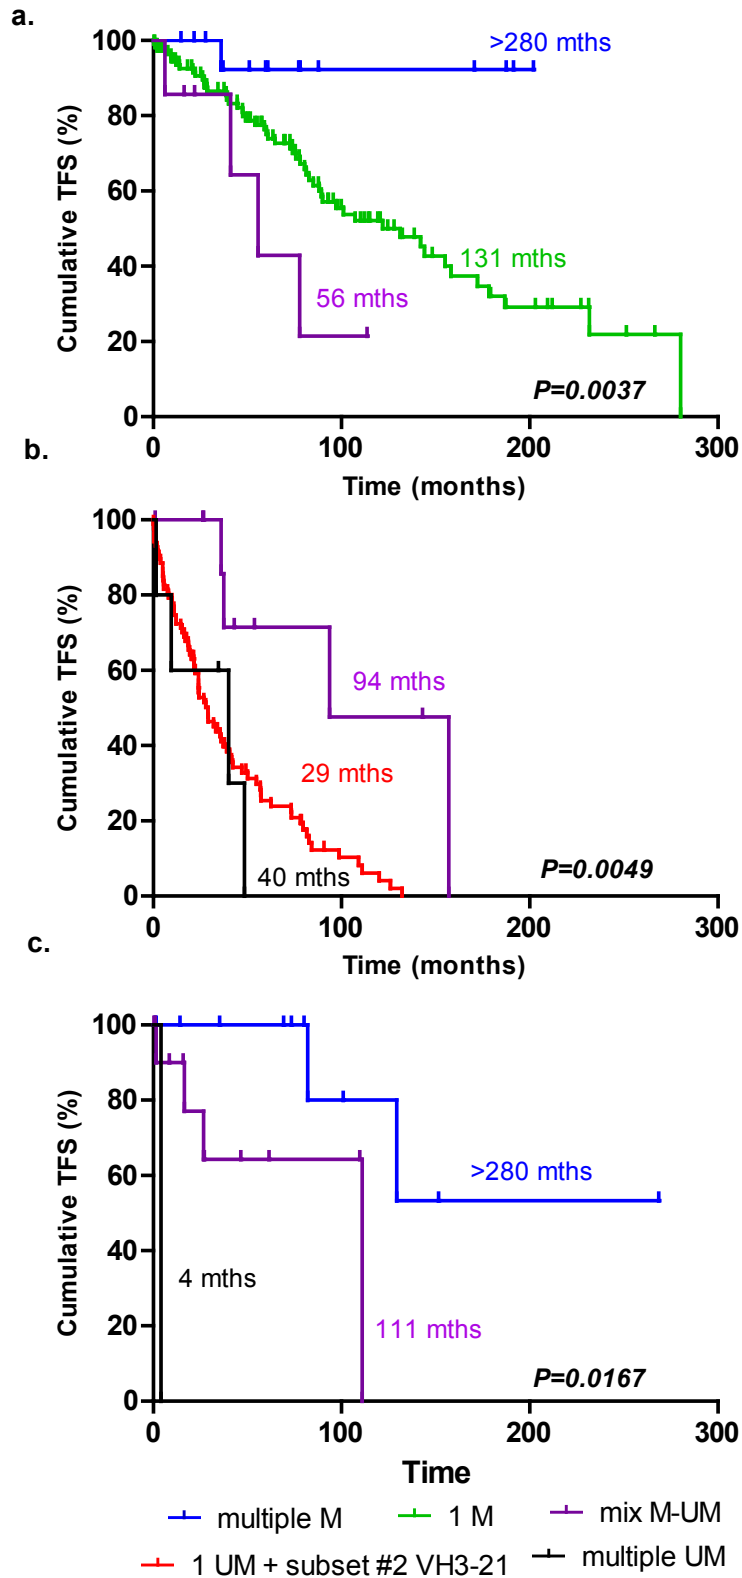 a.
100
80
60
40
20
0
Cumulative TFS (%)
>280 mths
131 mths
56 mths
P=0.0037
0 100 200 300
Time (months)
b.
100
80
60
40
20
0
Cumulative TFS (%)
94 mths
29 mths
40 mths
P=0.0049
0 100 200 300
Time (months)
c.
100
80
60
40
20
0
Cumulative TFS (%)
>280 mths
4 mths
111 mths
P=0.0167
0 100 200 300
Time
multiple M 1 M mix M-UM
1 UM + subset #2 VH3-21 multiple UM